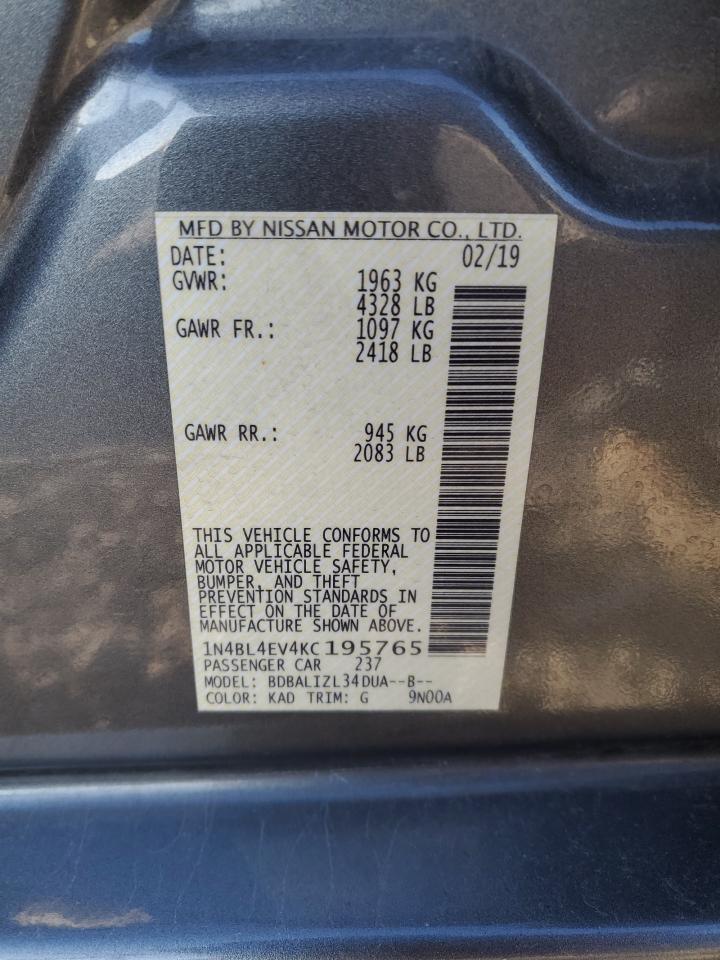 MFD BY NISSAN MOTOR CO., LTD.
DATE: 02/19
GVWR: 1963 KG
4328 LB
GAWR FR.: 1097 KG
2418 LB
GAWR RR.: 945 KG
2083 LB
THIS VEHICLE CONFORMS TO
ALL APPLICABLE FEDERAL
MOTOR VEHICLE SAFETY,
BUMPER, AND THEFT
PREVENTION STANDARDS IN
EFFECT ON THE DATE OF
MANUFACTURE SHOWN ABOVE.
1N4BL4EV4KC195765
PASSENGER CAR 237
MODEL: BDBALIZL34DUA--B--
COLOR: KAD TRIM: G 9N00A